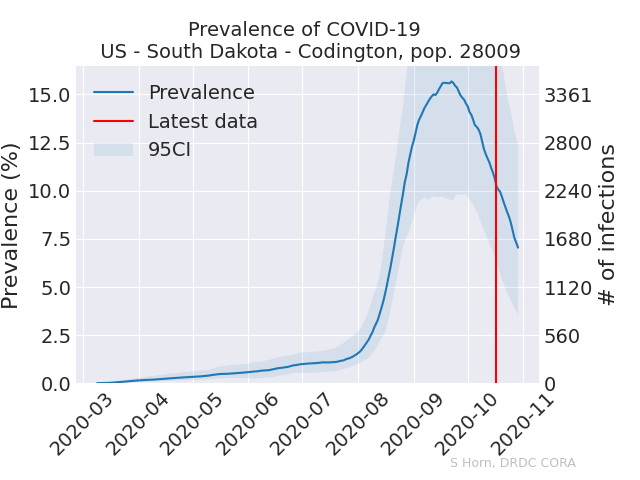 Prevalence of COVID-19
US - South Dakota - Codington, pop. 28009
Prevalence
Latest data
95CI
Prevalence (%)
15.0
12.5
10.0
7.5
5.0
2.5
0.0
3361
2800
2240
1680
1120
560
0
# of infections
2020-03
2020-04
2020-05
2020-06
2020-07
2020-08
2020-09
2020-10
2020-11
S Horn, DRDC CORA